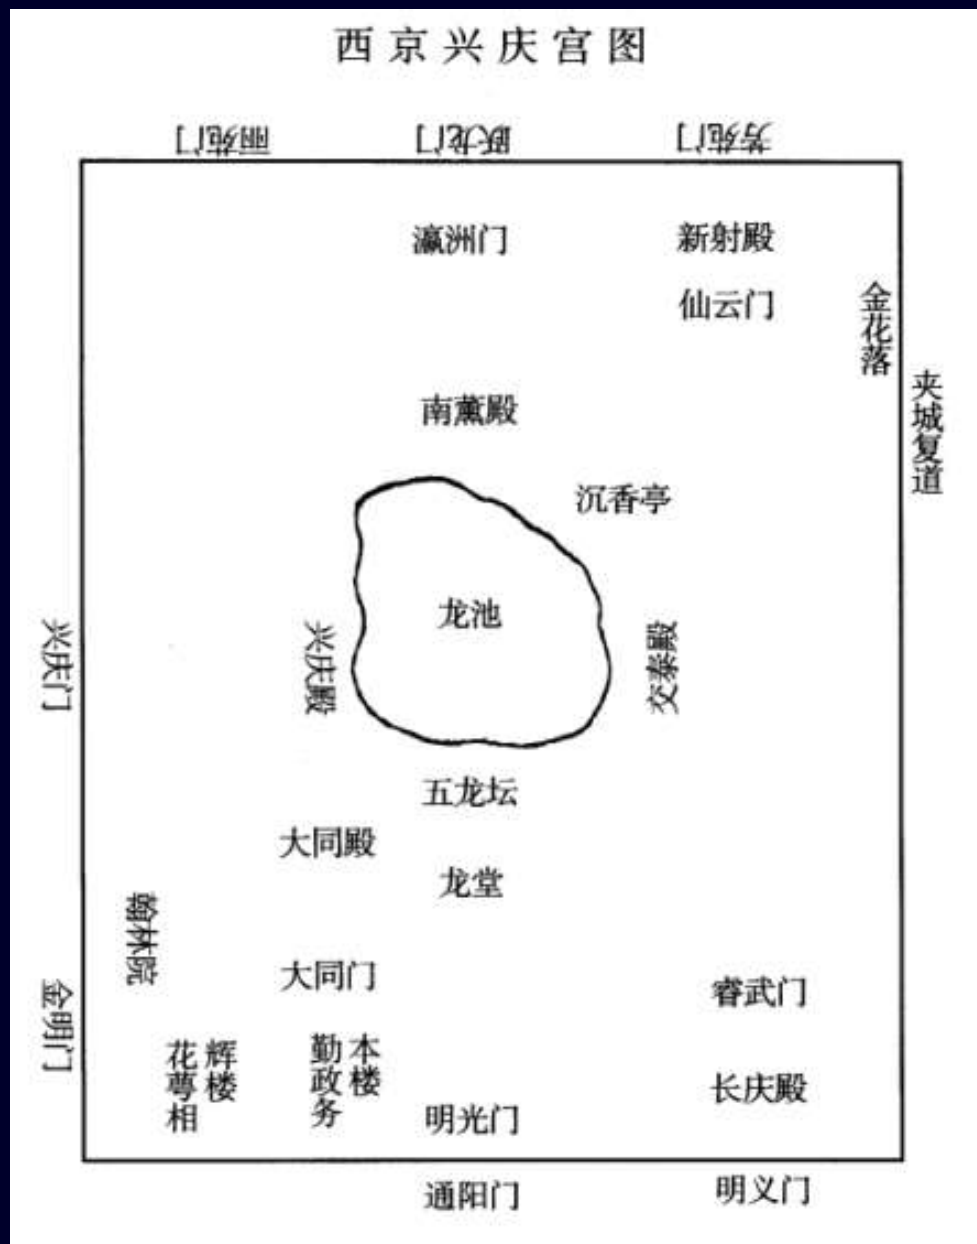 西京兴庆宫图
丽苑门
跃龙门
芳苑门
瀛洲门
新射殿
仙云门
金花落
夹城复道
南薰殿
沉香亭
龙池
兴庆门
兴庆殿
交泰殿
五龙坛
大同殿
龙堂
翰林院
大同门
睿武门
金明门
花萼相
辉楼
勤政务
本楼
长庆殿
明光门
通阳门
明义门